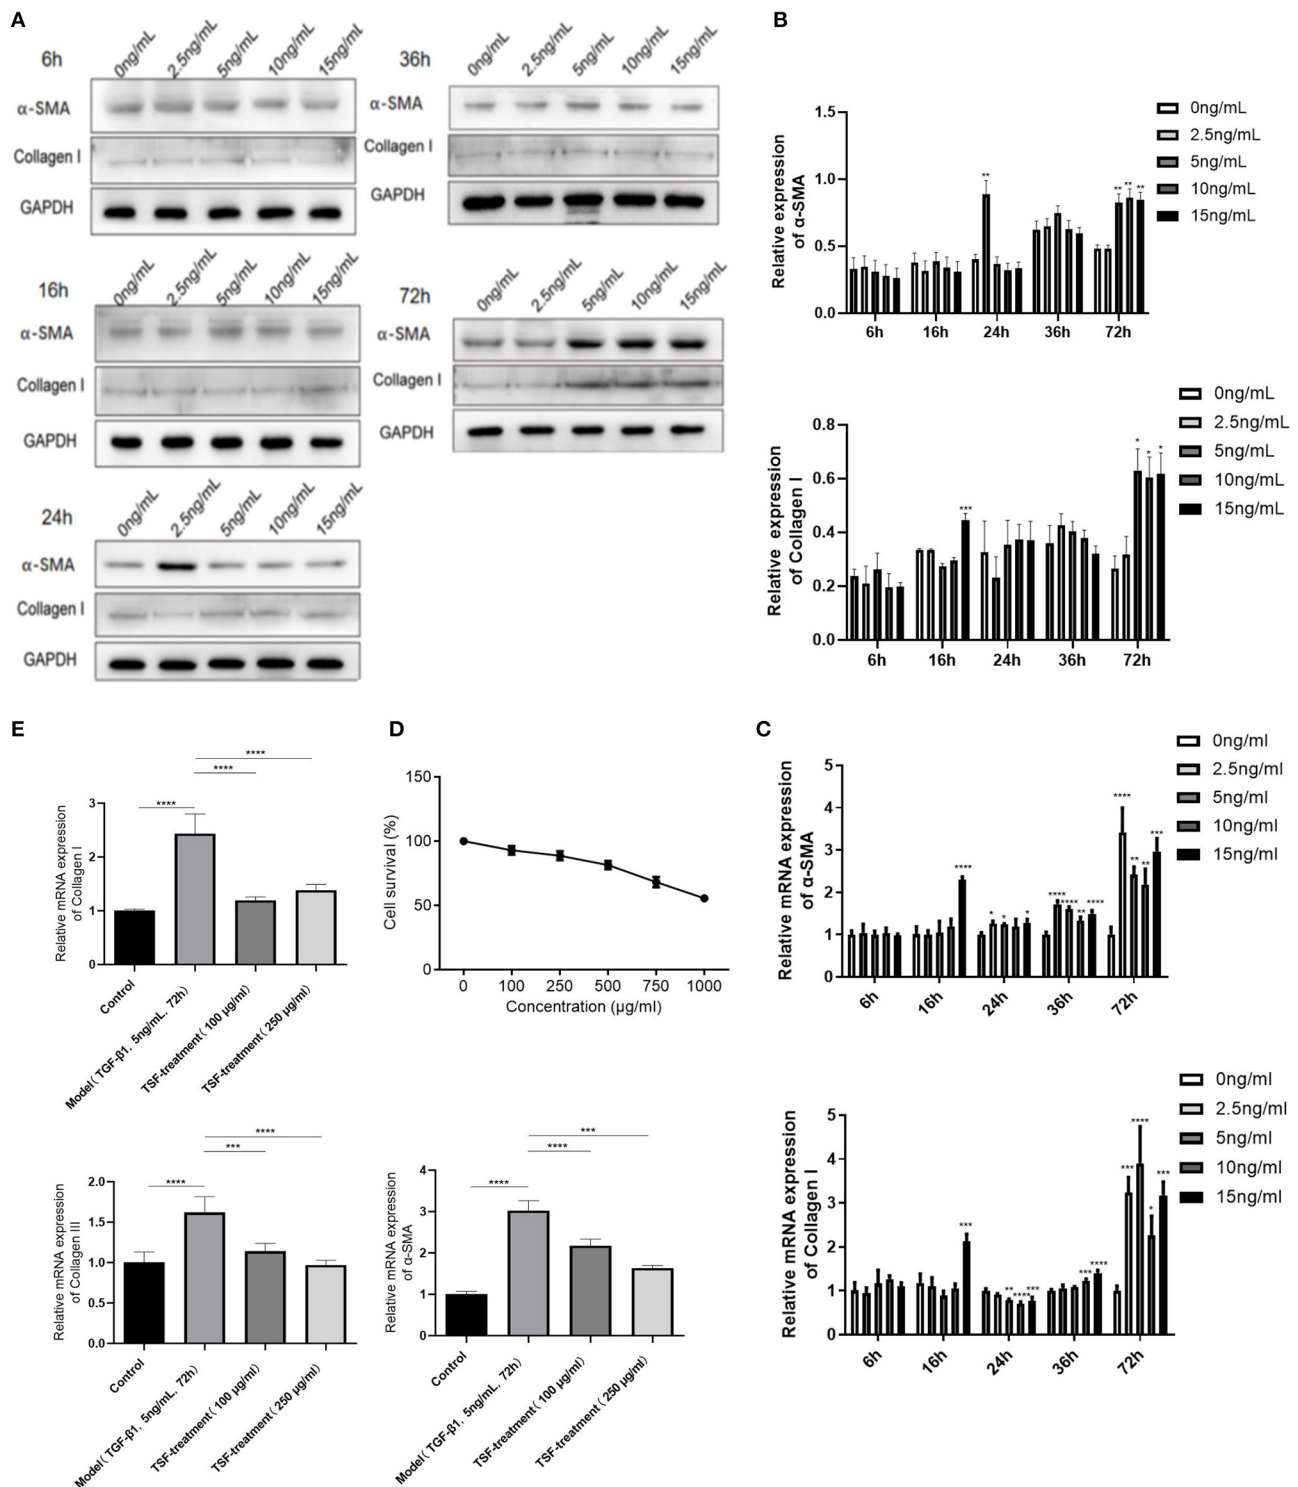 A
6h
0ng/mL
2.5ng/mL
5ng/mL
10ng/mL
15ng/mL
α-SMA
Collagen I
GAPDH
36h
0ng/mL
2.5ng/mL
5ng/mL
10ng/mL
15ng/mL
α-SMA
Collagen I
GAPDH
16h
0ng/mL
2.5ng/mL
5ng/mL
10ng/mL
15ng/mL
α-SMA
Collagen I
GAPDH
72h
0ng/mL
2.5ng/mL
5ng/mL
10ng/mL
15ng/mL
α-SMA
Collagen I
GAPDH
24h
0ng/mL
2.5ng/mL
5ng/mL
10ng/mL
15ng/mL
α-SMA
Collagen I
GAPDH
B
Relative expression
of α-SMA
1.5
1.0
0.5
0.0
**
** ** **
6h 16h 24h 36h 72h
0ng/mL
2.5ng/mL
5ng/mL
10ng/mL
15ng/mL
Relative expression
of Collagen I
0.8
0.6
0.4
0.2
0.0
***
* * *
6h 16h 24h 36h 72h
0ng/mL
2.5ng/mL
5ng/mL
10ng/mL
15ng/mL
E
Relative mRNA expression
of Collagen I
3
2
1
0
****
****
****
Control
Model（TGF-β1, 5ng/mL, 72h）
TSF-treatment（100 μg/ml）
TSF-treatment（250 μg/ml）
D
Cell survival (%)
150
100
50
0
0 100 250 500 750 1000
Concentration (μg/ml)
C
Relative mRNA expression
of α-SMA
5
4
3
2
1
0
****
* * *
**** **** ** ****
**** ** ** ***
6h 16h 24h 36h 72h
0ng/ml
2.5ng/ml
5ng/ml
10ng/ml
15ng/ml
Relative mRNA expression
of Collagen III
2.0
1.5
1.0
0.5
0.0
****
***
****
Control
Model（TGF-β1, 5ng/mL, 72h）
TSF-treatment（100 μg/ml）
TSF-treatment（250 μg/ml）
Relative mRNA expression
of α-SMA
4
3
2
1
0
***
****
****
Control
Model（TGF-β1, 5ng/mL, 72h）
TSF-treatment（100 μg/ml）
TSF-treatment（250 μg/ml）
Relative mRNA expression
of Collagen I
5
4
3
2
1
0
***
** **** ***
*** ****
*** **** * ***
6h 16h 24h 36h 72h
0ng/ml
2.5ng/ml
5ng/ml
10ng/ml
15ng/ml